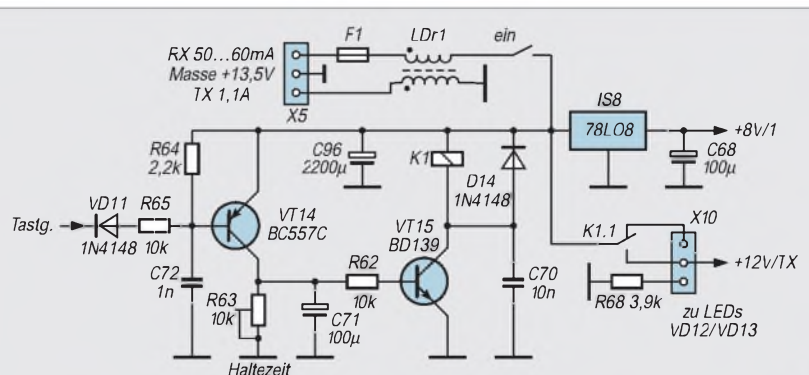 F1
LDr1
ein
RX 50...60mA
Masse +13,5V
TX 1,1A
X5
IS8
78LO8
+8V/1
R64
2,2k
C96
2200µ
K1
D14
1N4148
C68
100µ
VD11
R65
Tastg.
1N4148
10k
VT14
BC557C
VT15
BD139
K1.1
X10
+12V/TX
C72
1n
R63
10k
C71
100µ
R62
10k
C70
10n
R68 3,9k
zu LEDs
VD12/VD13
Haltezeit